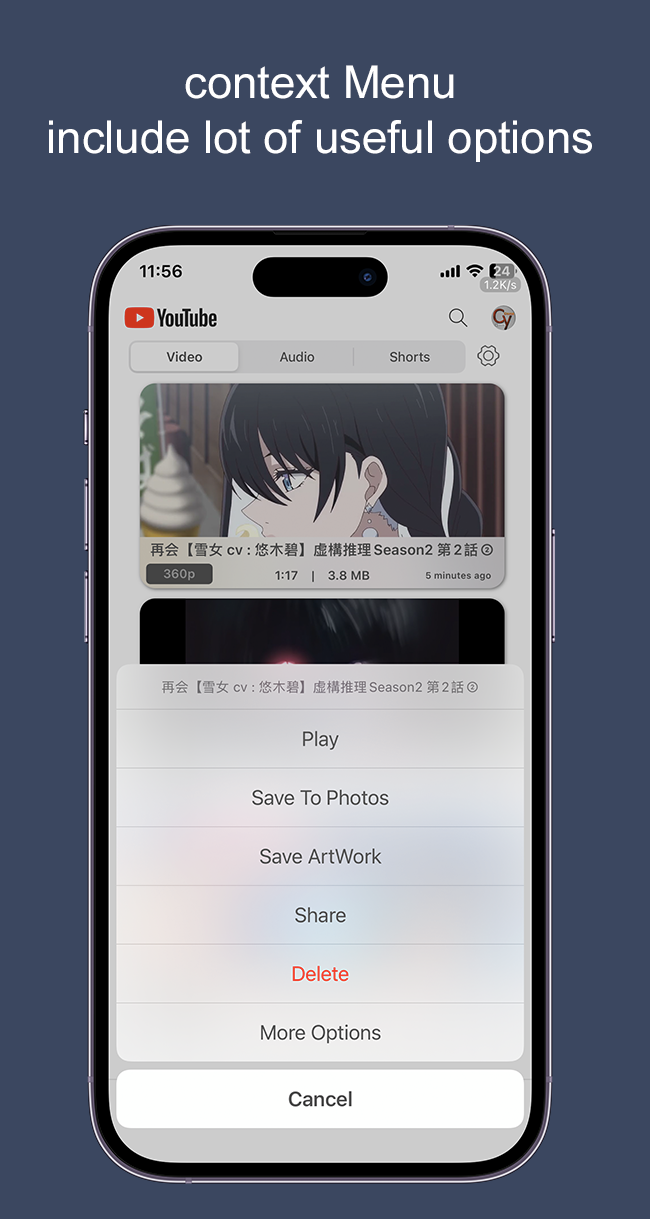 context Menu
include lot of useful options
11:56
24
1.2K/s
YouTube
Cy
Video Audio Shorts
再会【雪女 cv : 悠木碧】虚構推理Season2 第2話②
360p 1:17 | 3.8 MB 5 minutes ago
再会【雪女 cv : 悠木碧】虚構推理Season2 第2話②
Play
Save To Photos
Save ArtWork
Share
Delete
More Options
Cancel